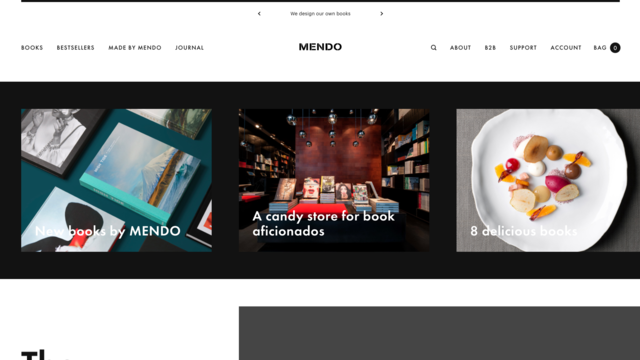 We design our own books
BOOKS BESTSELLERS MADE BY MENDO JOURNAL
MENDO
ABOUT B2B SUPPORT ACCOUNT BAG 0
New books by MENDO
A candy store for book
aficionados
8 delicious books
The